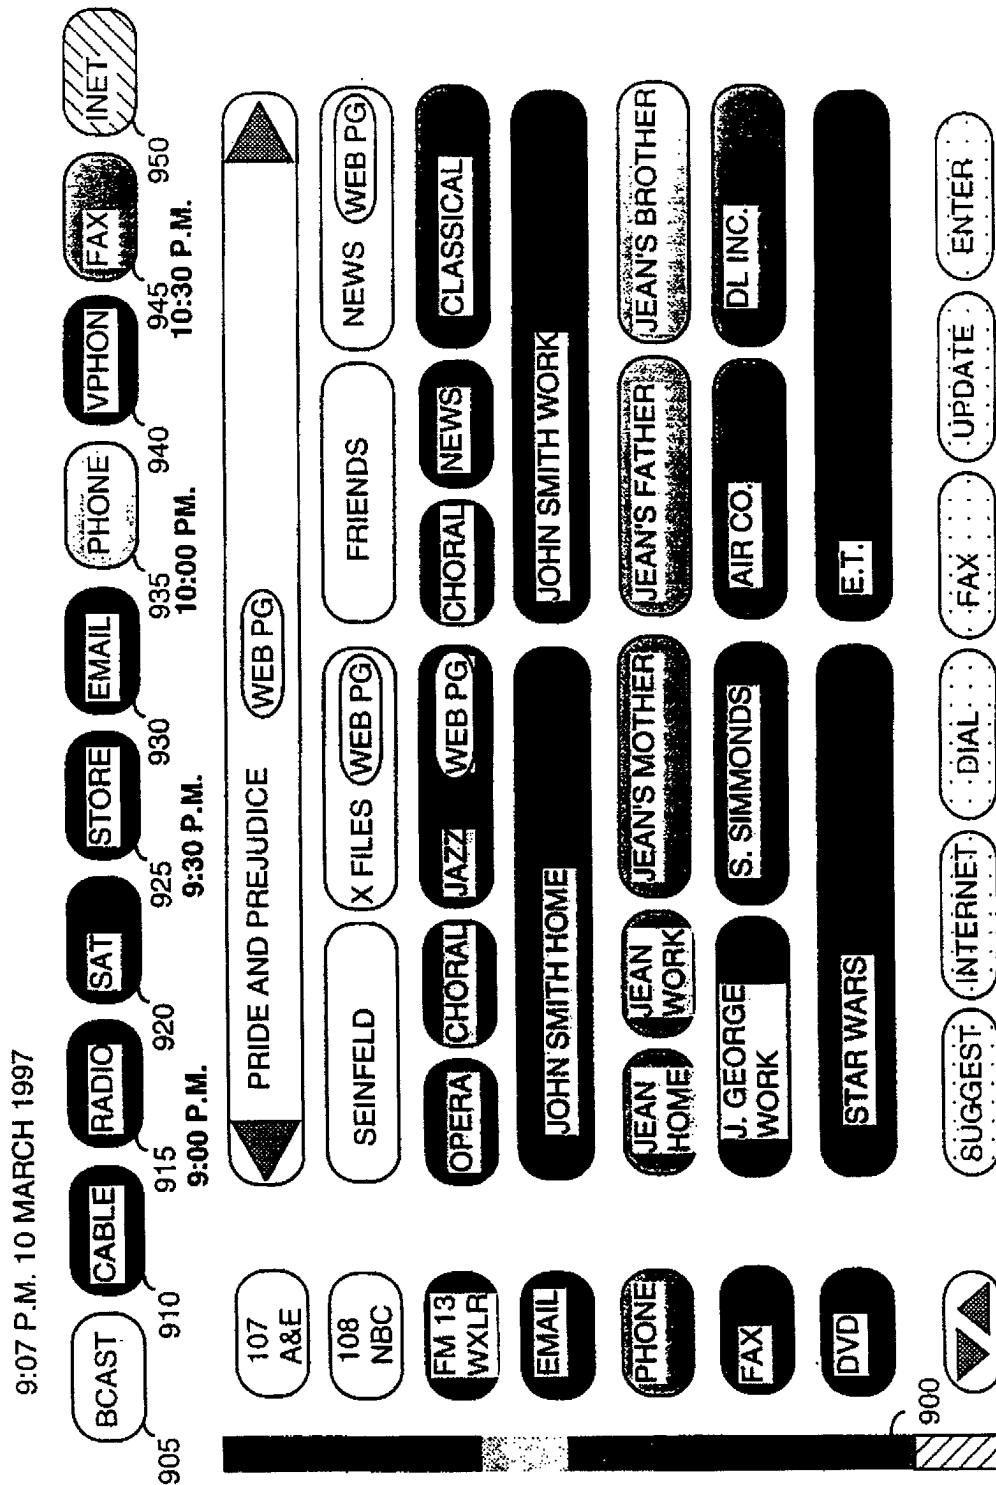 9:07 P.M. 10 MARCH 1997
BCAST CABLE RADIO SAT STORE EMAIL PHONE VPHON FAX INET
905 910 915 920 925 930 935 940 945 950
9:00 P.M. 9:30 P.M. 10:00 PM. 10:30 P.M.
107 A&E PRIDE AND PREJUDICE WEB PG
108 NBC SEINFELD X FILES WEB PG FRIENDS NEWS WEB PG
FM 13 WXLR OPERA CHORAL JAZZ WEB PG CHORAL NEWS CLASSICAL
EMAIL JOHN SMITH HOME JOHN SMITH WORK
PHONE JEAN HOME JEAN WORK JEAN'S MOTHER JEAN'S FATHER JEAN'S BROTHER
FAX J. GEORGE WORK S. SIMMONDS AIR CO. DL INC.
DVD STAR WARS E.T.
900
SUGGEST INTERNET DIAL FAX UPDATE ENTER